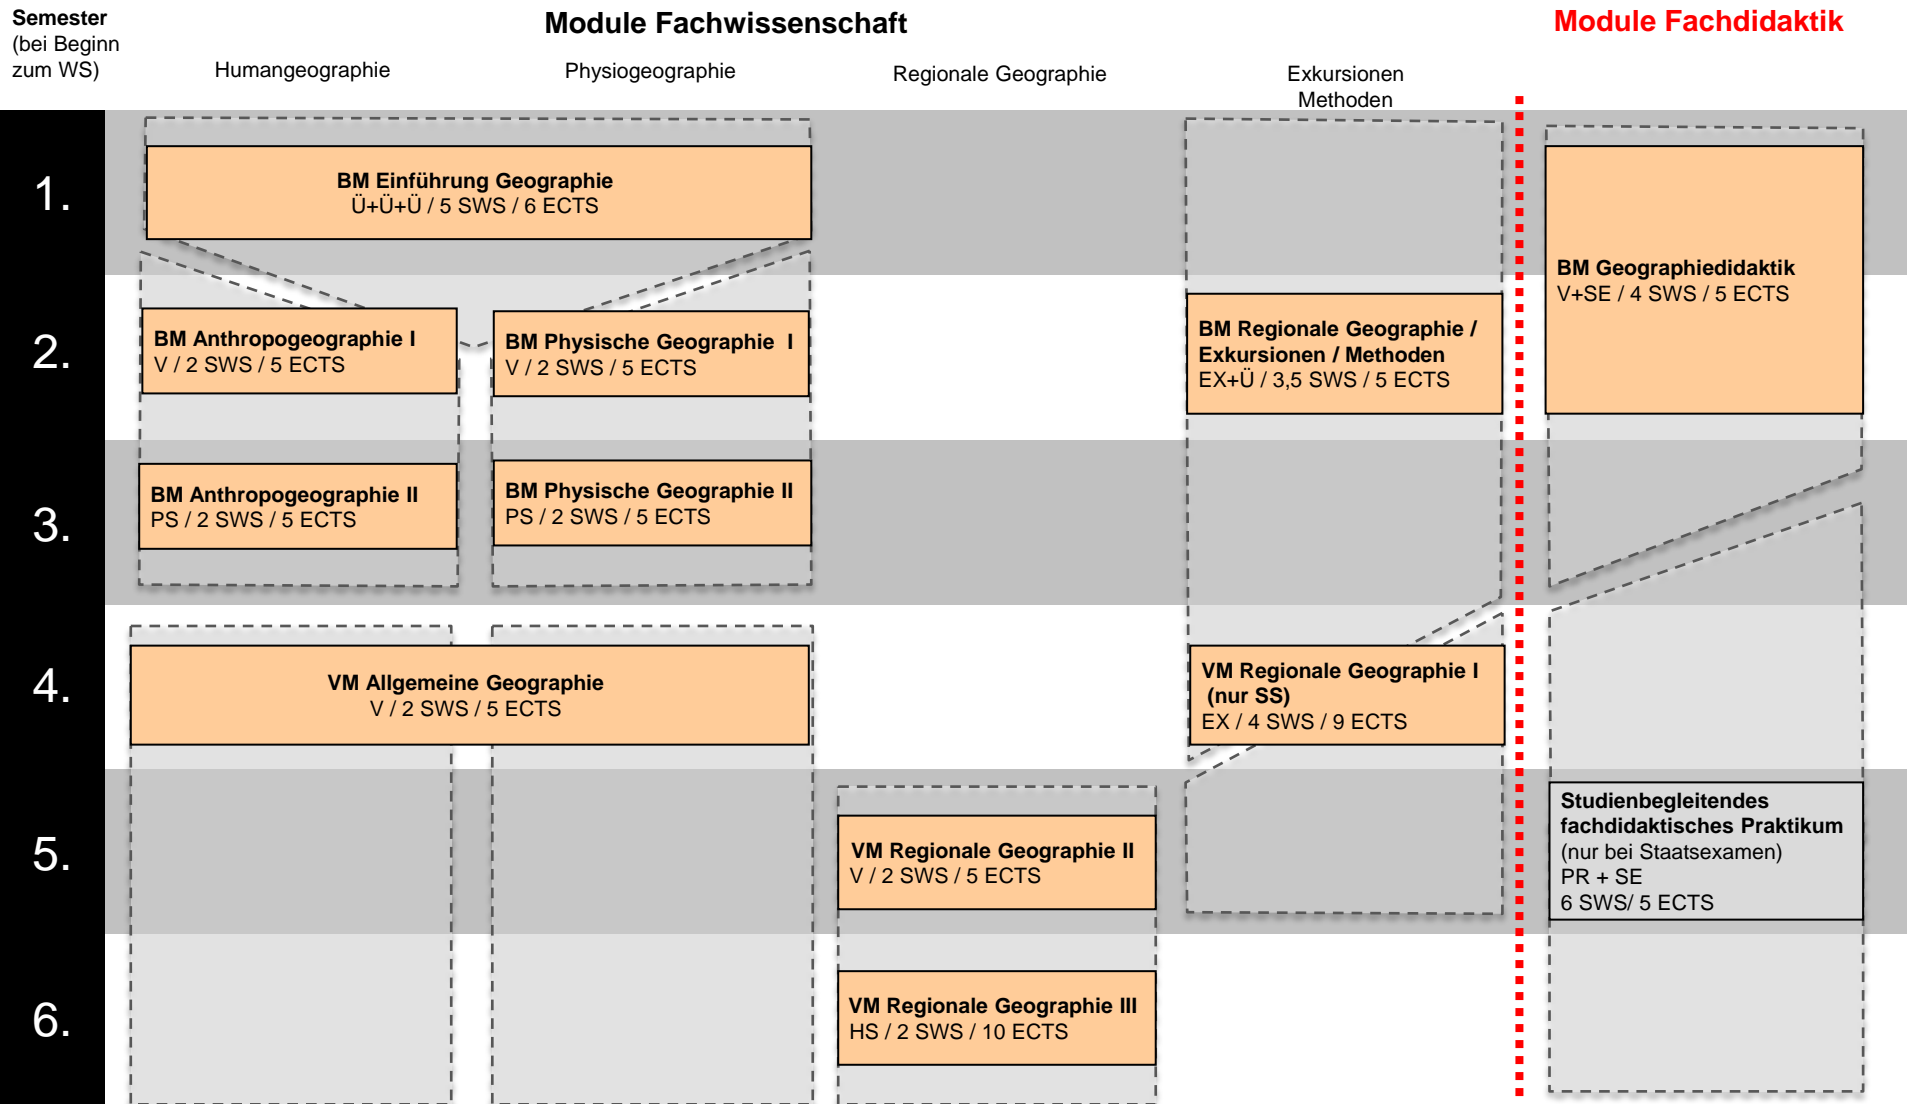 Semester
(bei Beginn
zum WS)
Module Fachwissenschaft
Module Fachdidaktik
Humangeographie
Physiogeographie
Regionale Geographie
Exkursionen
Methoden
1.
BM Einführung Geographie
Ü+Ü+Ü / 5 SWS / 6 ECTS
BM Geographiedidaktik
V+SE / 4 SWS / 5 ECTS
2.
BM Anthropogeographie I
V / 2 SWS / 5 ECTS
BM Physische Geographie I
V / 2 SWS / 5 ECTS
BM Regionale Geographie /
Exkursionen / Methoden
EX+Ü / 3,5 SWS / 5 ECTS
3.
BM Anthropogeographie II
PS / 2 SWS / 5 ECTS
BM Physische Geographie II
PS / 2 SWS / 5 ECTS
4.
VM Allgemeine Geographie
V / 2 SWS / 5 ECTS
VM Regionale Geographie I
(nur SS)
EX / 4 SWS / 9 ECTS
5.
VM Regionale Geographie II
V / 2 SWS / 5 ECTS
Studienbegleitendes
fachdidaktisches Praktikum
(nur bei Staatsexamen)
PR + SE
6 SWS/ 5 ECTS
6.
VM Regionale Geographie III
HS / 2 SWS / 10 ECTS